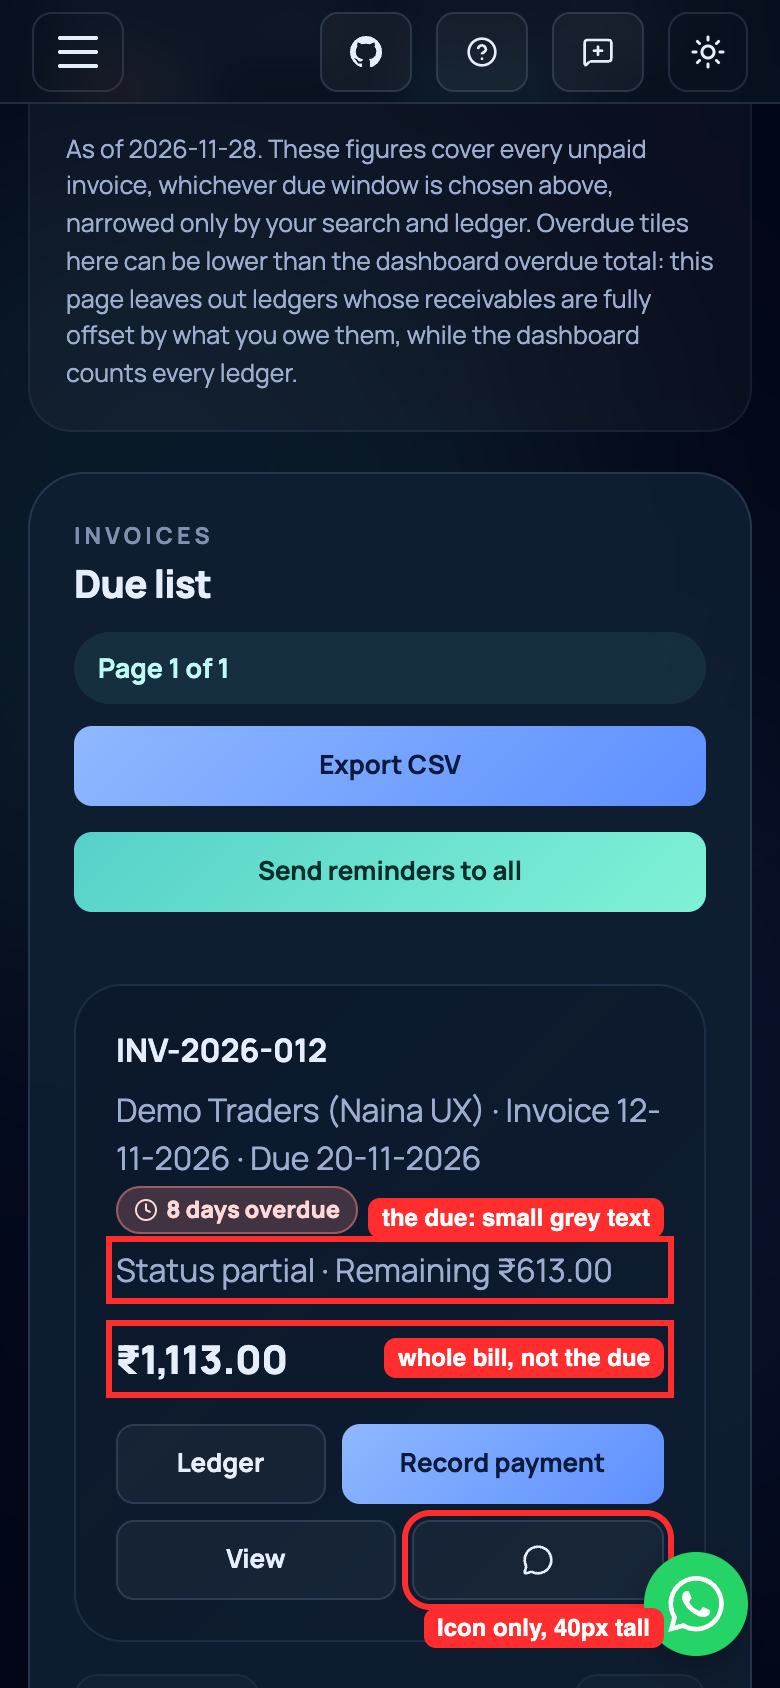 As of 2026-11-28. These figures cover every unpaid
invoice, whichever due window is chosen above,
narrowed only by your search and ledger. Overdue tiles
here can be lower than the dashboard overdue total: this
page leaves out ledgers whose receivables are fully
offset by what you owe them, while the dashboard
counts every ledger.
INVOICES
Due list
Page 1 of 1
Export CSV
Send reminders to all
INV-2026-012
Demo Traders (Naina UX) · Invoice 12-
11-2026 · Due 20-11-2026
8 days overdue
the due: small grey text
Status partial · Remaining ₹613.00
₹1,113.00
whole bill, not the due
Ledger
Record payment
View
Icon only, 40px tall